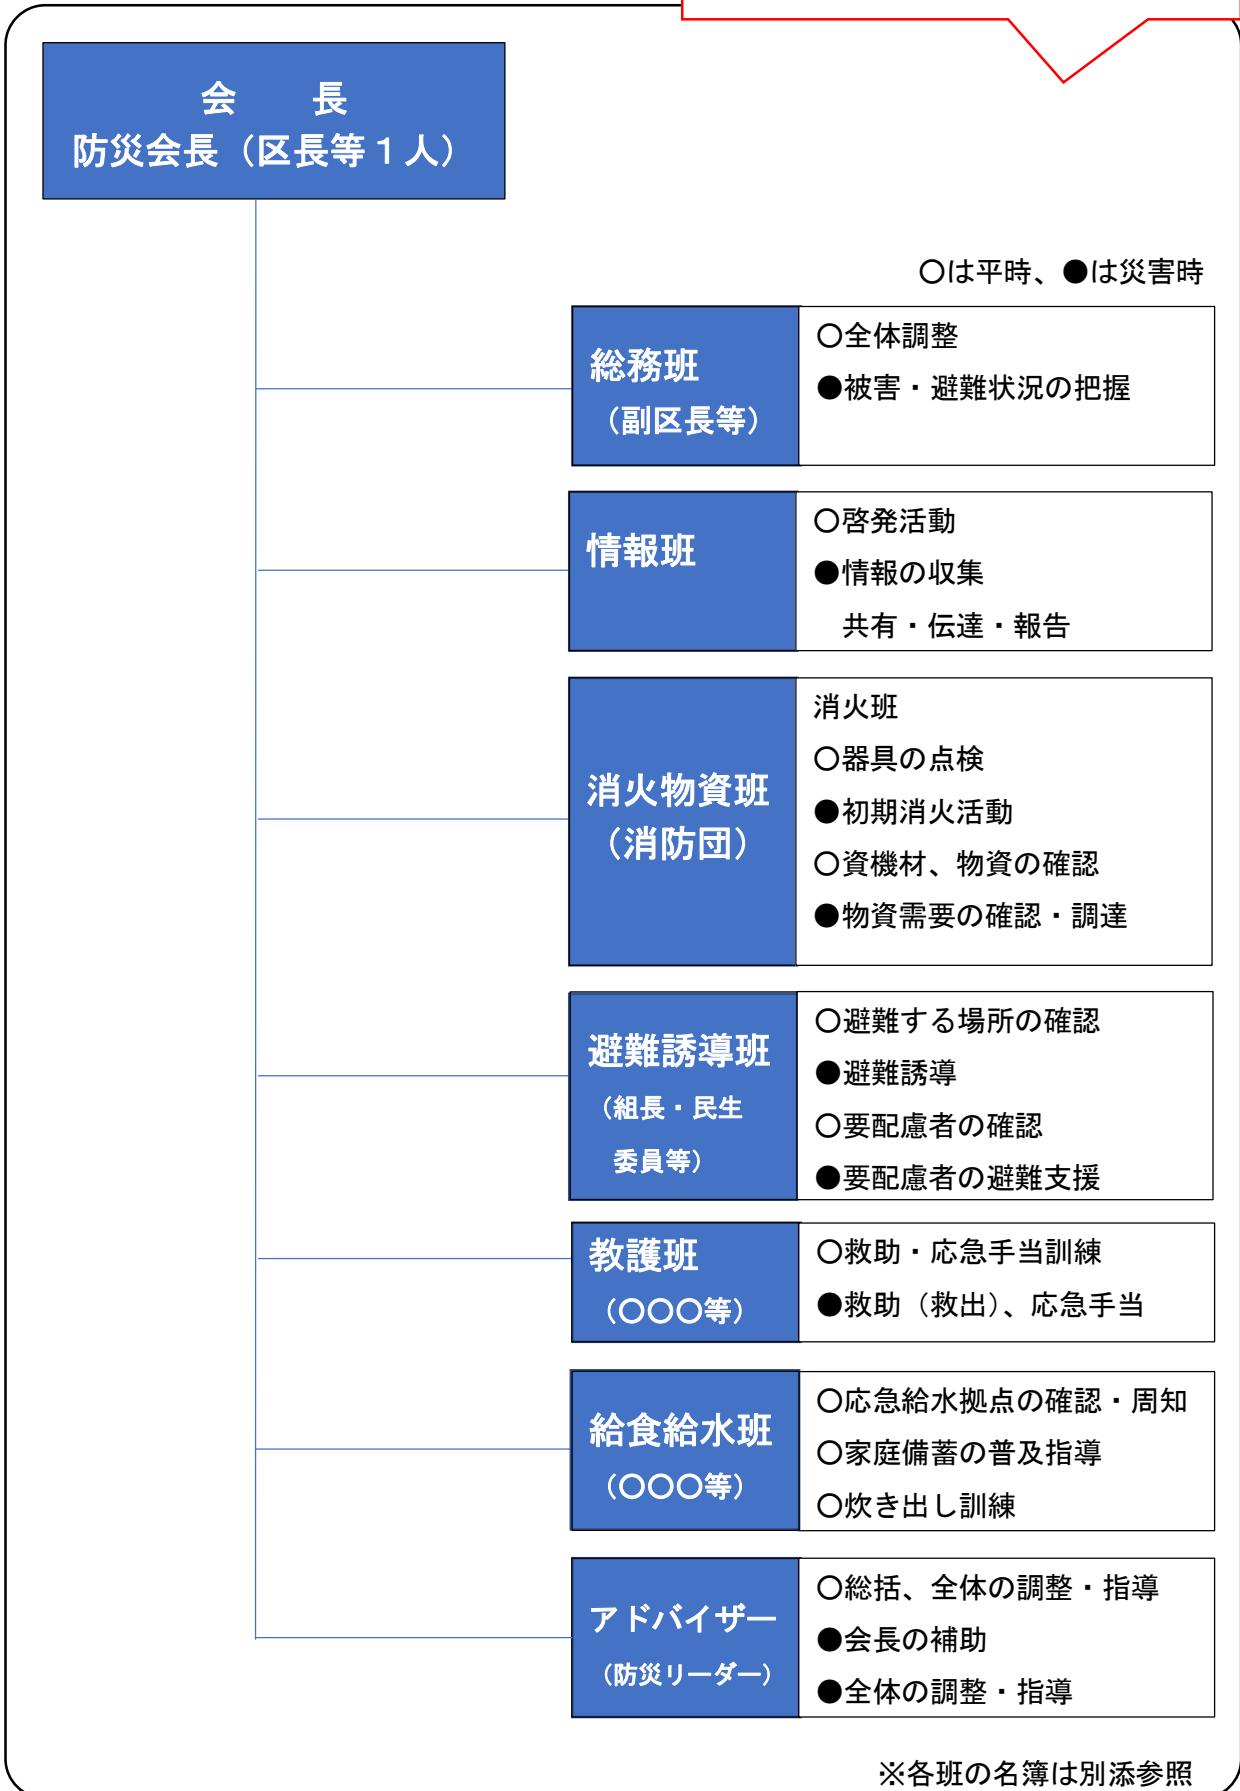 会　　長
防災会長（区長等１人）
〇は平時、●は災害時
総務班
（副区長等）
〇全体調整
●被害・避難状況の把握
情報班
〇啓発活動
●情報の収集
共有・伝達・報告
消火物資班
（消防団）
消火班
〇器具の点検
●初期消火活動
〇資機材、物資の確認
●物資需要の確認・調達
避難誘導班
（組長・民生
委員等）
〇避難する場所の確認
●避難誘導
〇要配慮者の確認
●要配慮者の避難支援
教護班
（〇〇〇等）
〇救助・応急手当訓練
●救助（救出）、応急手当
給食給水班
（〇〇〇等）
〇応急給水拠点の確認・周知
〇家庭備蓄の普及指導
〇炊き出し訓練
アドバイザー
（防災リーダー）
〇総括、全体の調整・指導
●会長の補助
●全体の調整・指導
※各班の名簿は別添参照